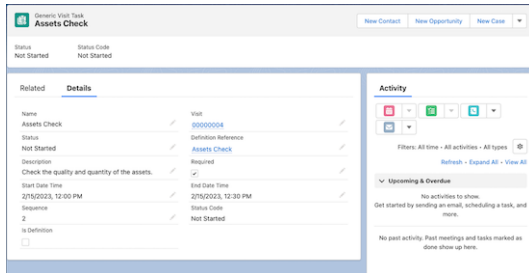 Generic Visit Task
Assets Check
New Contact
New Opportunity
New Case
Status
Status Code
Not Started
Not Started
Related
Details
Name
Assets Check
Visit
00000004
Status
Not Started
Definition Reference
Assets Check
Description
Check the quality and quantity of the assets.
Required
Start Date Time
2/15/2023, 12:00 PM
End Date Time
2/15/2023, 12:30 PM
Sequence
2
Status Code
Not Started
Is Definition
Activity
Filters: All time • All activities • All types
Refresh • Expand All • View All
Upcoming & Overdue
No activities to show.
Get started by sending an email, scheduling a task, and
more.
No past activity. Past meetings and tasks marked as
done show up here.